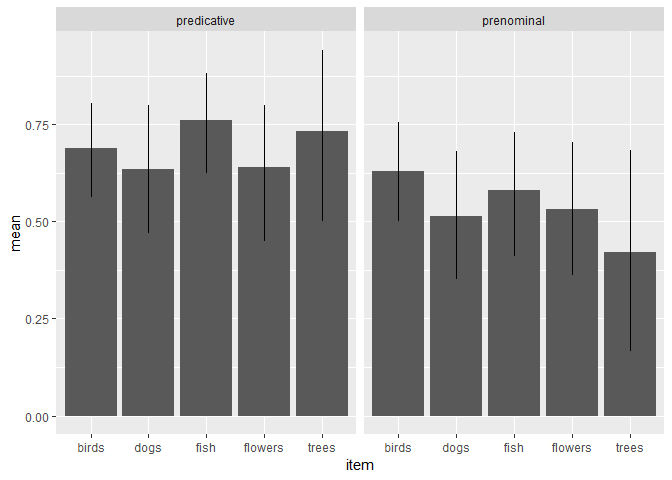 predicative prenominal
mean
0.75
0.50
0.25
0.00
birds dogs fish flowers trees birds dogs fish flowers trees
item